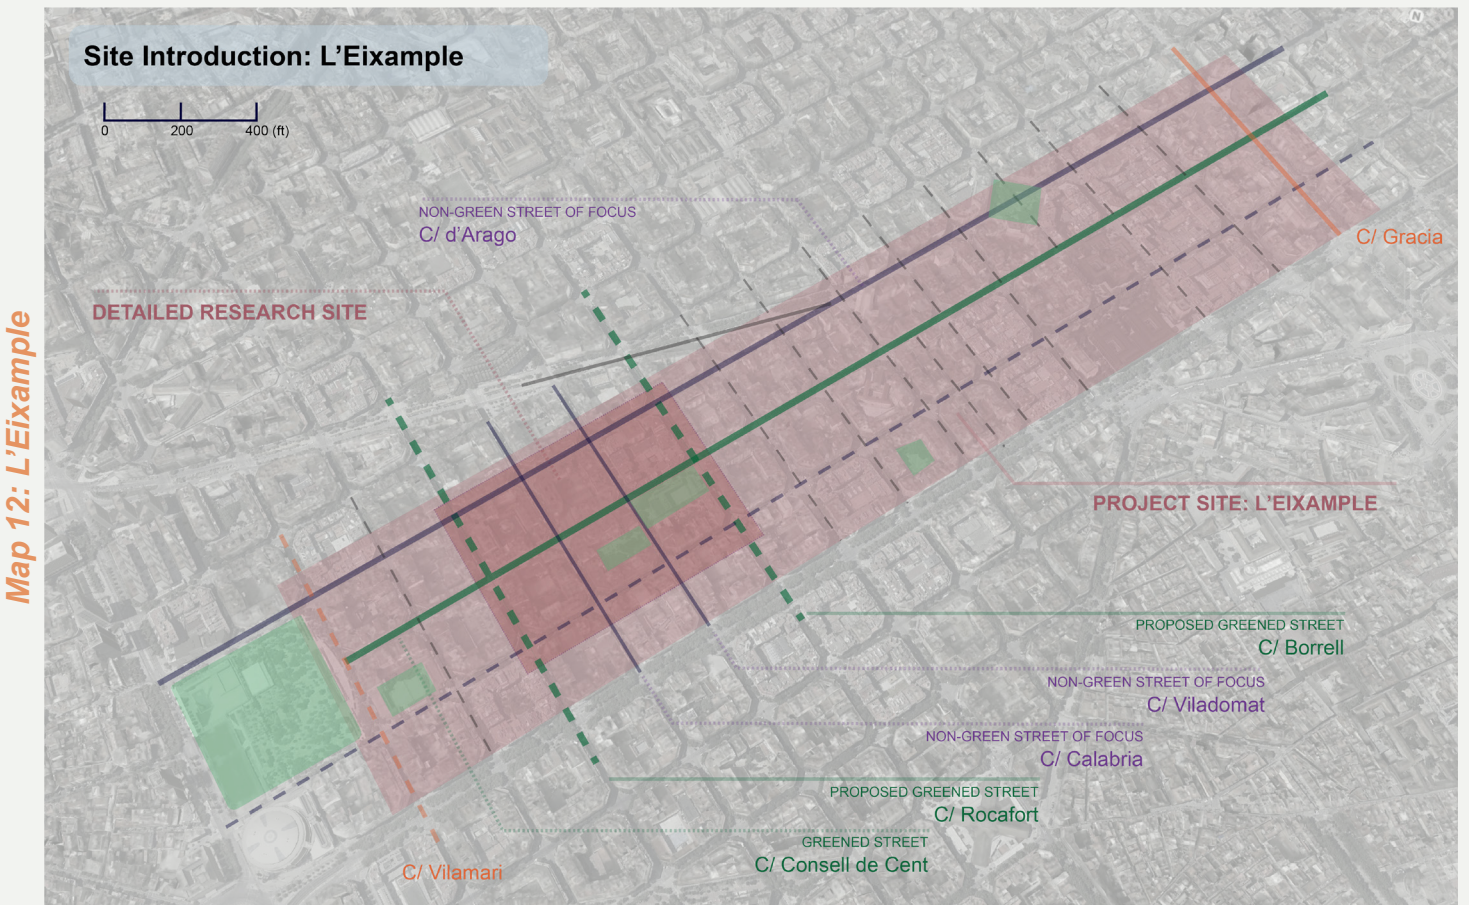 Site Introduction: L'Eixample
0 200 400 (ft)
N
NON-GREEN STREET OF FOCUS
C/ d'Arago
C/ Gracia
DETAILED RESEARCH SITE
Map 12: L'Eixample
PROJECT SITE: L'EIXAMPLE
PROPOSED GREENED STREET
C/ Borrell
NON-GREEN STREET OF FOCUS
C/ Viladomat
NON-GREEN STREET OF FOCUS
C/ Calabria
PROPOSED GREENED STREET
C/ Rocafort
GREENED STREET
C/ Consell de Cent
C/ Vilamari